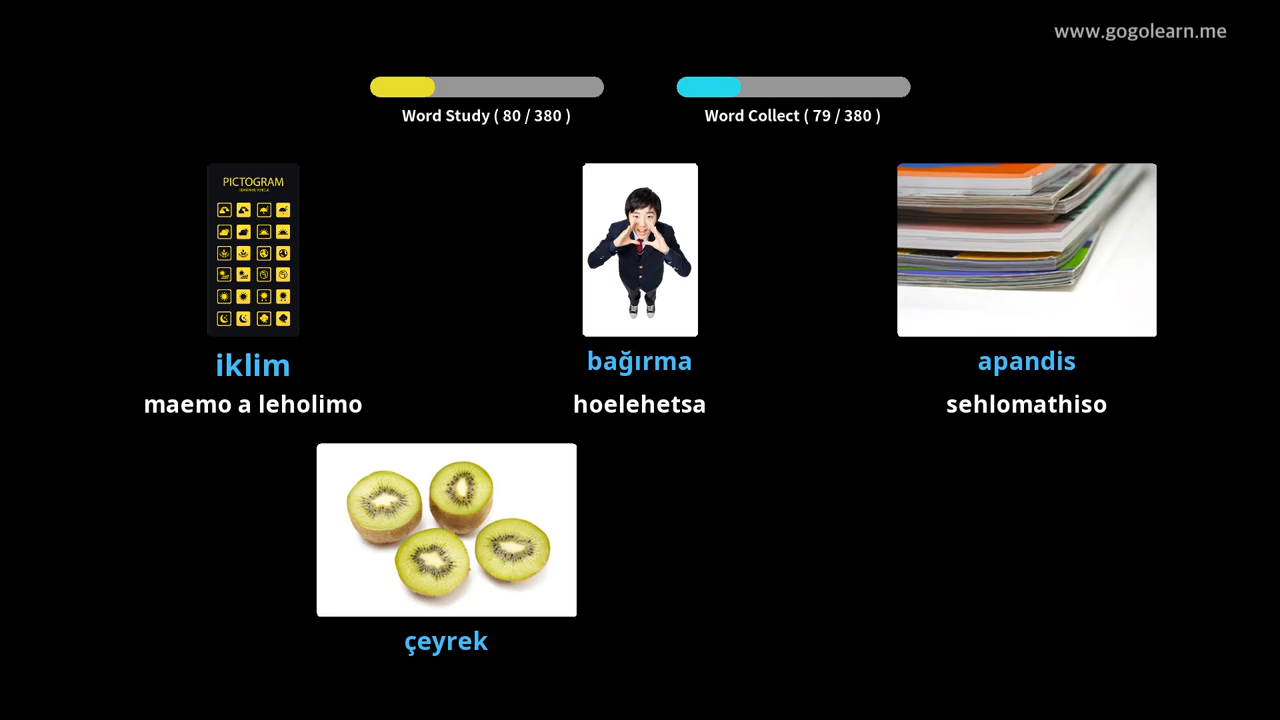 www.gogolearn.me
Word Study ( 80 / 380 )
Word Collect ( 79 / 380 )
PICTOGRAM
iklim
bağırma
apandis
maemo a leholimo
hoelehetsa
sehlomathiso
çeyrek